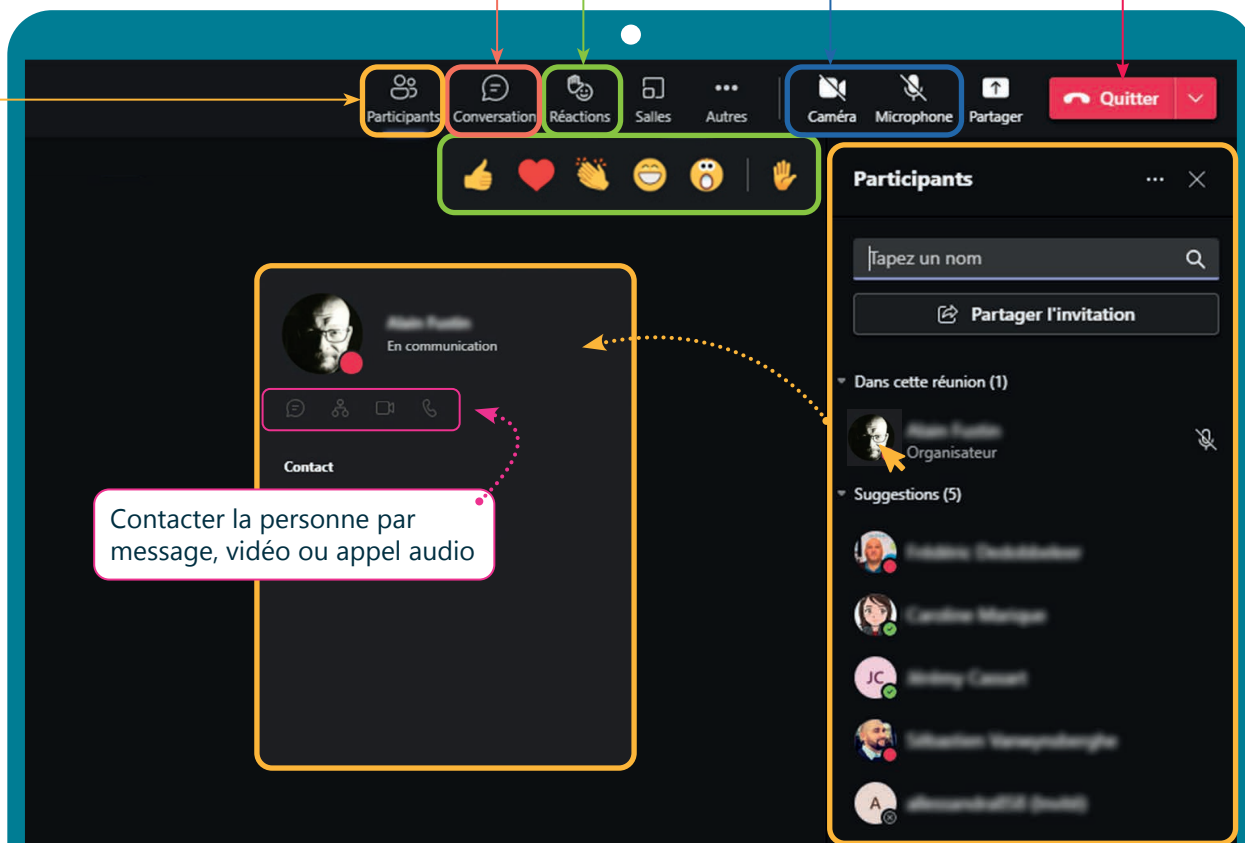 Participants
Conversation
Réactions
Salles
Autres
Caméra
Microphone
Partager
Quitter
Participants
Tapez un nom
Partager l'invitation
En communication
Dans cette réunion (1)
Organisateur
Contact
Suggestions (5)
Contacter la personne par
message, vidéo ou appel audio
JC
A